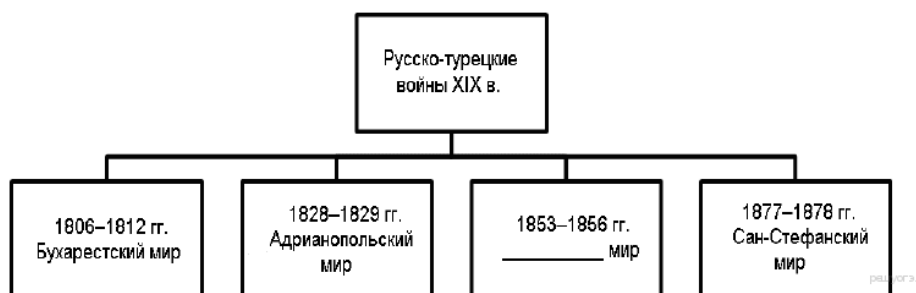 Русско-турецкие
войны XIX в.
1806–1812 гг.
Бухарестский мир
1828–1829 гг.
Адрианопольский
мир
1853–1856 гг.
___________ мир
1877–1878 гг.
Сан-Стефанский
мир